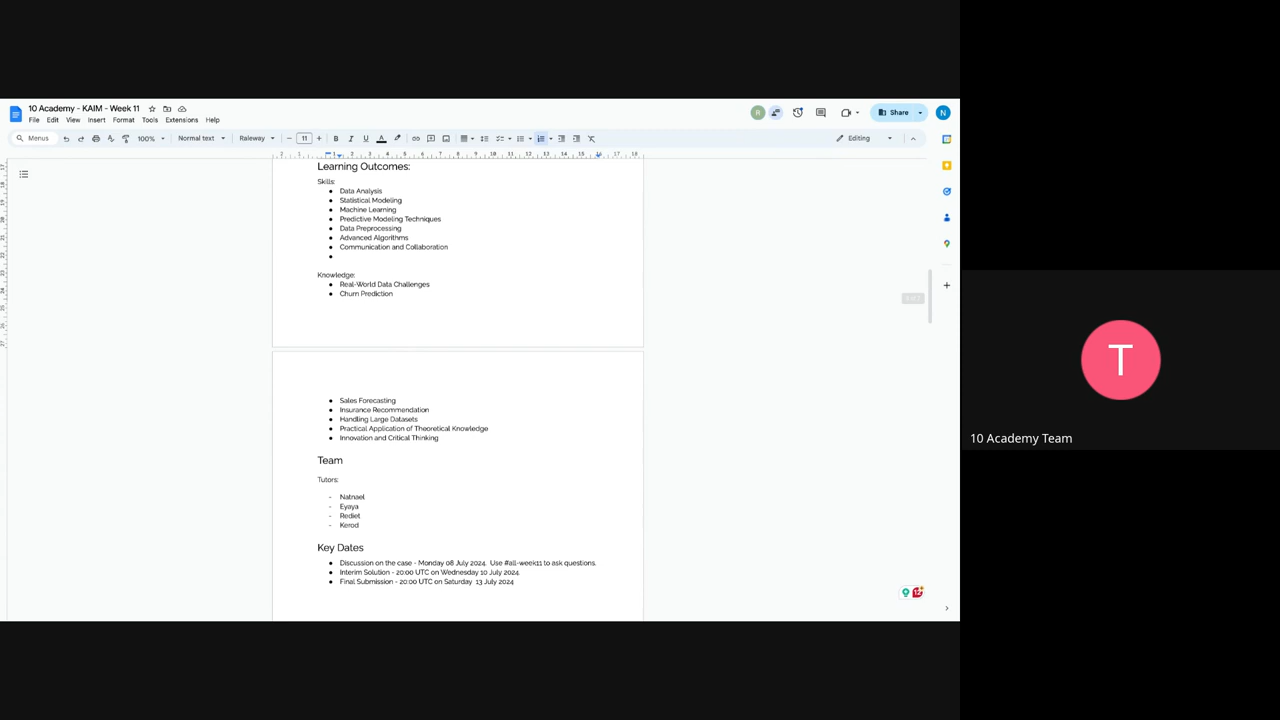 10 Academy - KAIM - Week 11
File Edit View Insert Format Tools Extensions Help
R
Share
N
Menus
100%
Normal text
Raleway
11
Editing
Learning Outcomes:
Skills:
Data Analysis
Statistical Modeling
Machine Learning
Predictive Modeling Techniques
Data Preprocessing
Advanced Algorithms
Communication and Collaboration
Knowledge:
Real-World Data Challenges
Churn Prediction
Sales Forecasting
Insurance Recommendation
Handling Large Datasets
Practical Application of Theoretical Knowledge
Innovation and Critical Thinking
Team
Tutors:
- Natnael
- Eyaya
- Rediet
- Kerod
Key Dates
Discussion on the case - Monday 08 July 2024. Use #all-week11 to ask questions.
Interim Solution - 20:00 UTC on Wednesday 10 July 2024.
Final Submission - 20:00 UTC on Saturday 13 July 2024
T
10 Academy Team